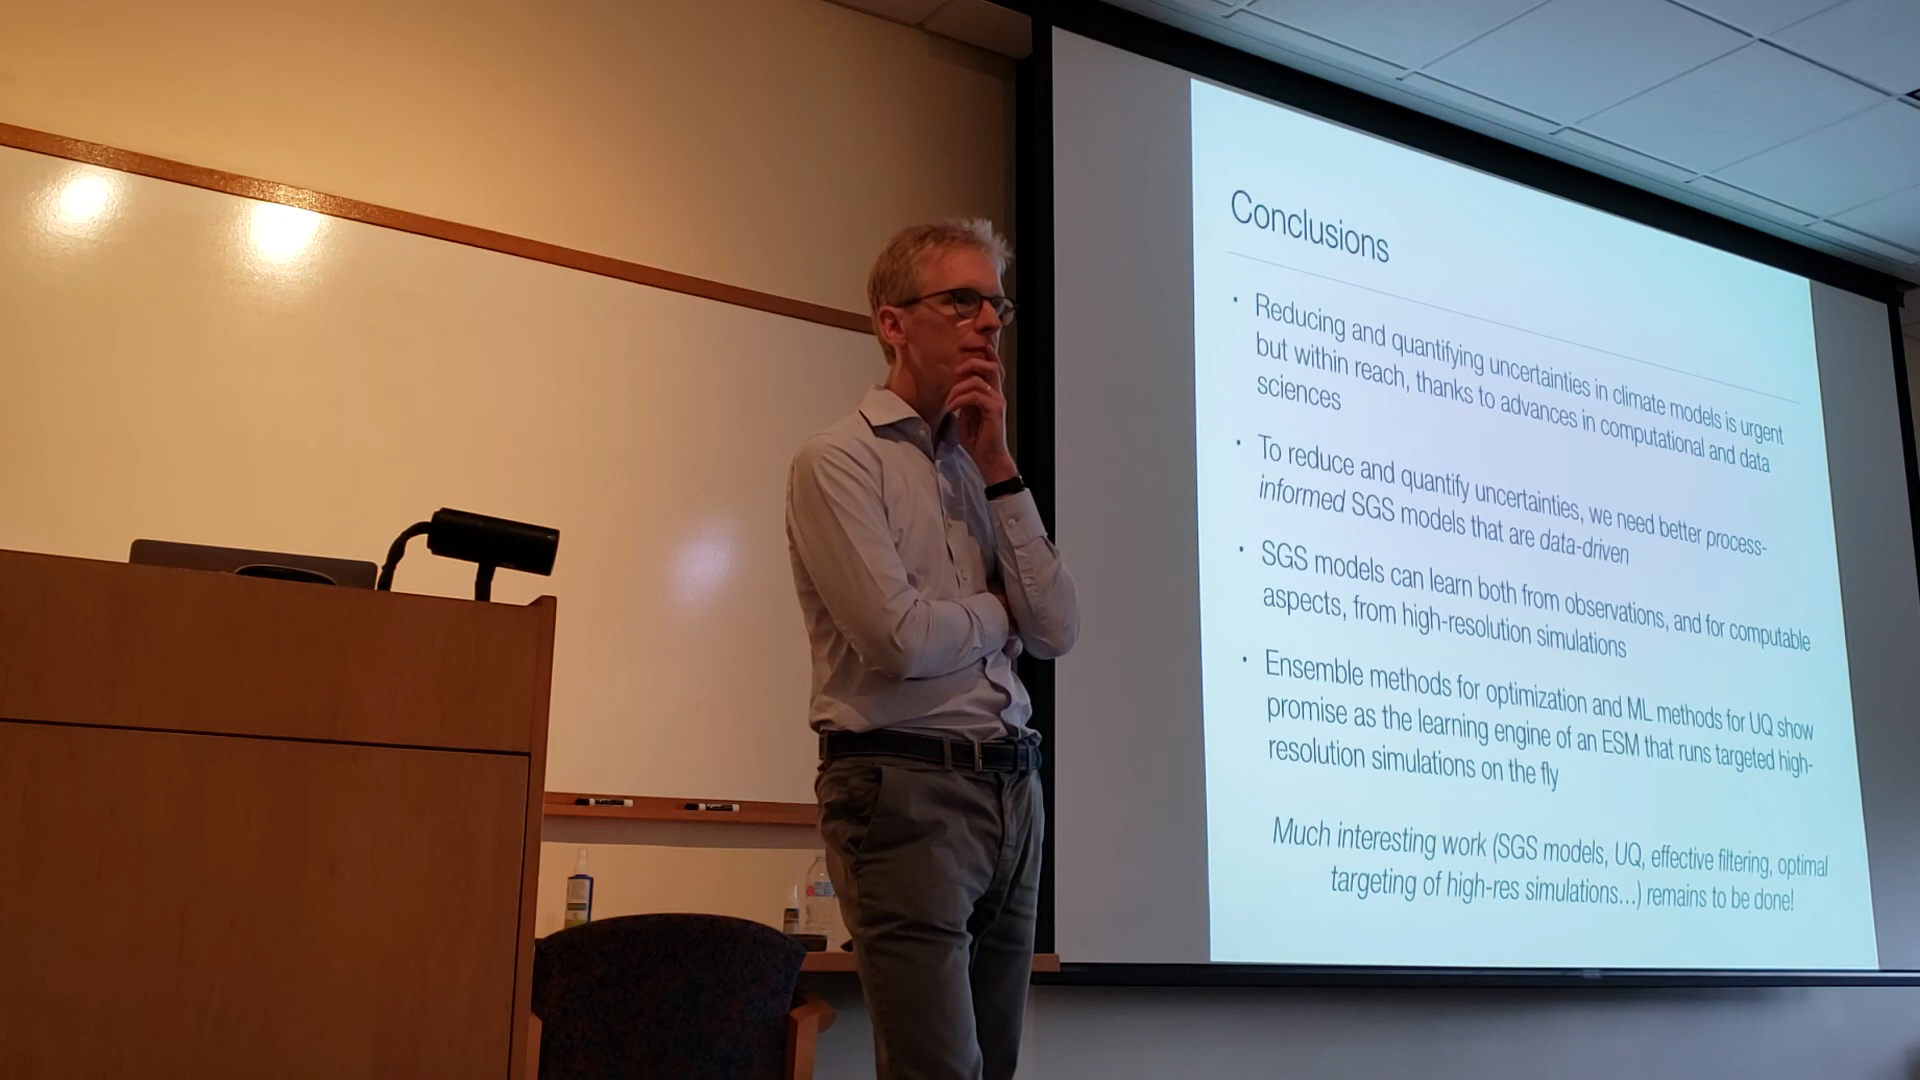 Conclusions
• Reducing and quantifying uncertainties in climate models is urgent
but within reach, thanks to advances in computational and data
sciences
• To reduce and quantify uncertainties, we need better process-
informed SGS models that are data-driven
• SGS models can learn both from observations, and for computable
aspects, from high-resolution simulations
• Ensemble methods for optimization and ML methods for UQ show
promise as the learning engine of an ESM that runs targeted high-
resolution simulations on the fly
Much interesting work (SGS models, UQ, effective filtering, optimal
targeting of high-res simulations...) remains to be done!